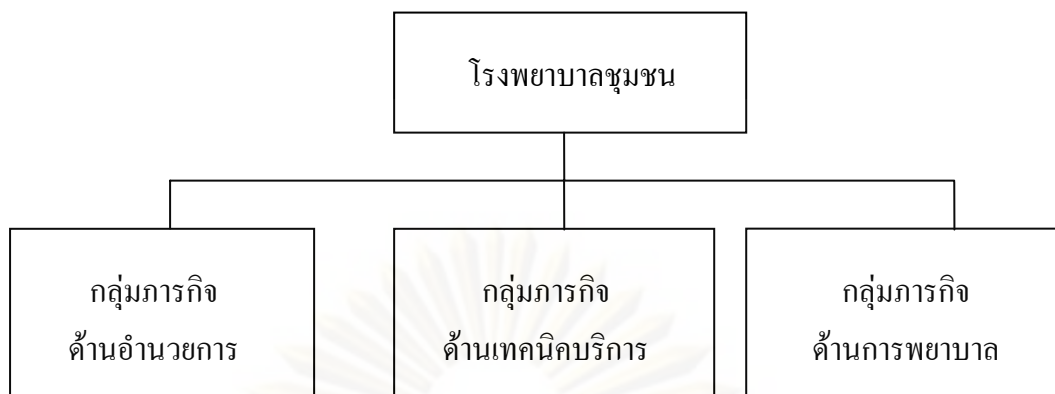 โรงพยาบาลชุมชน
กลุ่มภารกิจ
ด้านอำนวยการ
กลุ่มภารกิจ
ด้านเทคนิคบริการ
กลุ่มภารกิจ
ด้านการพยาบาล